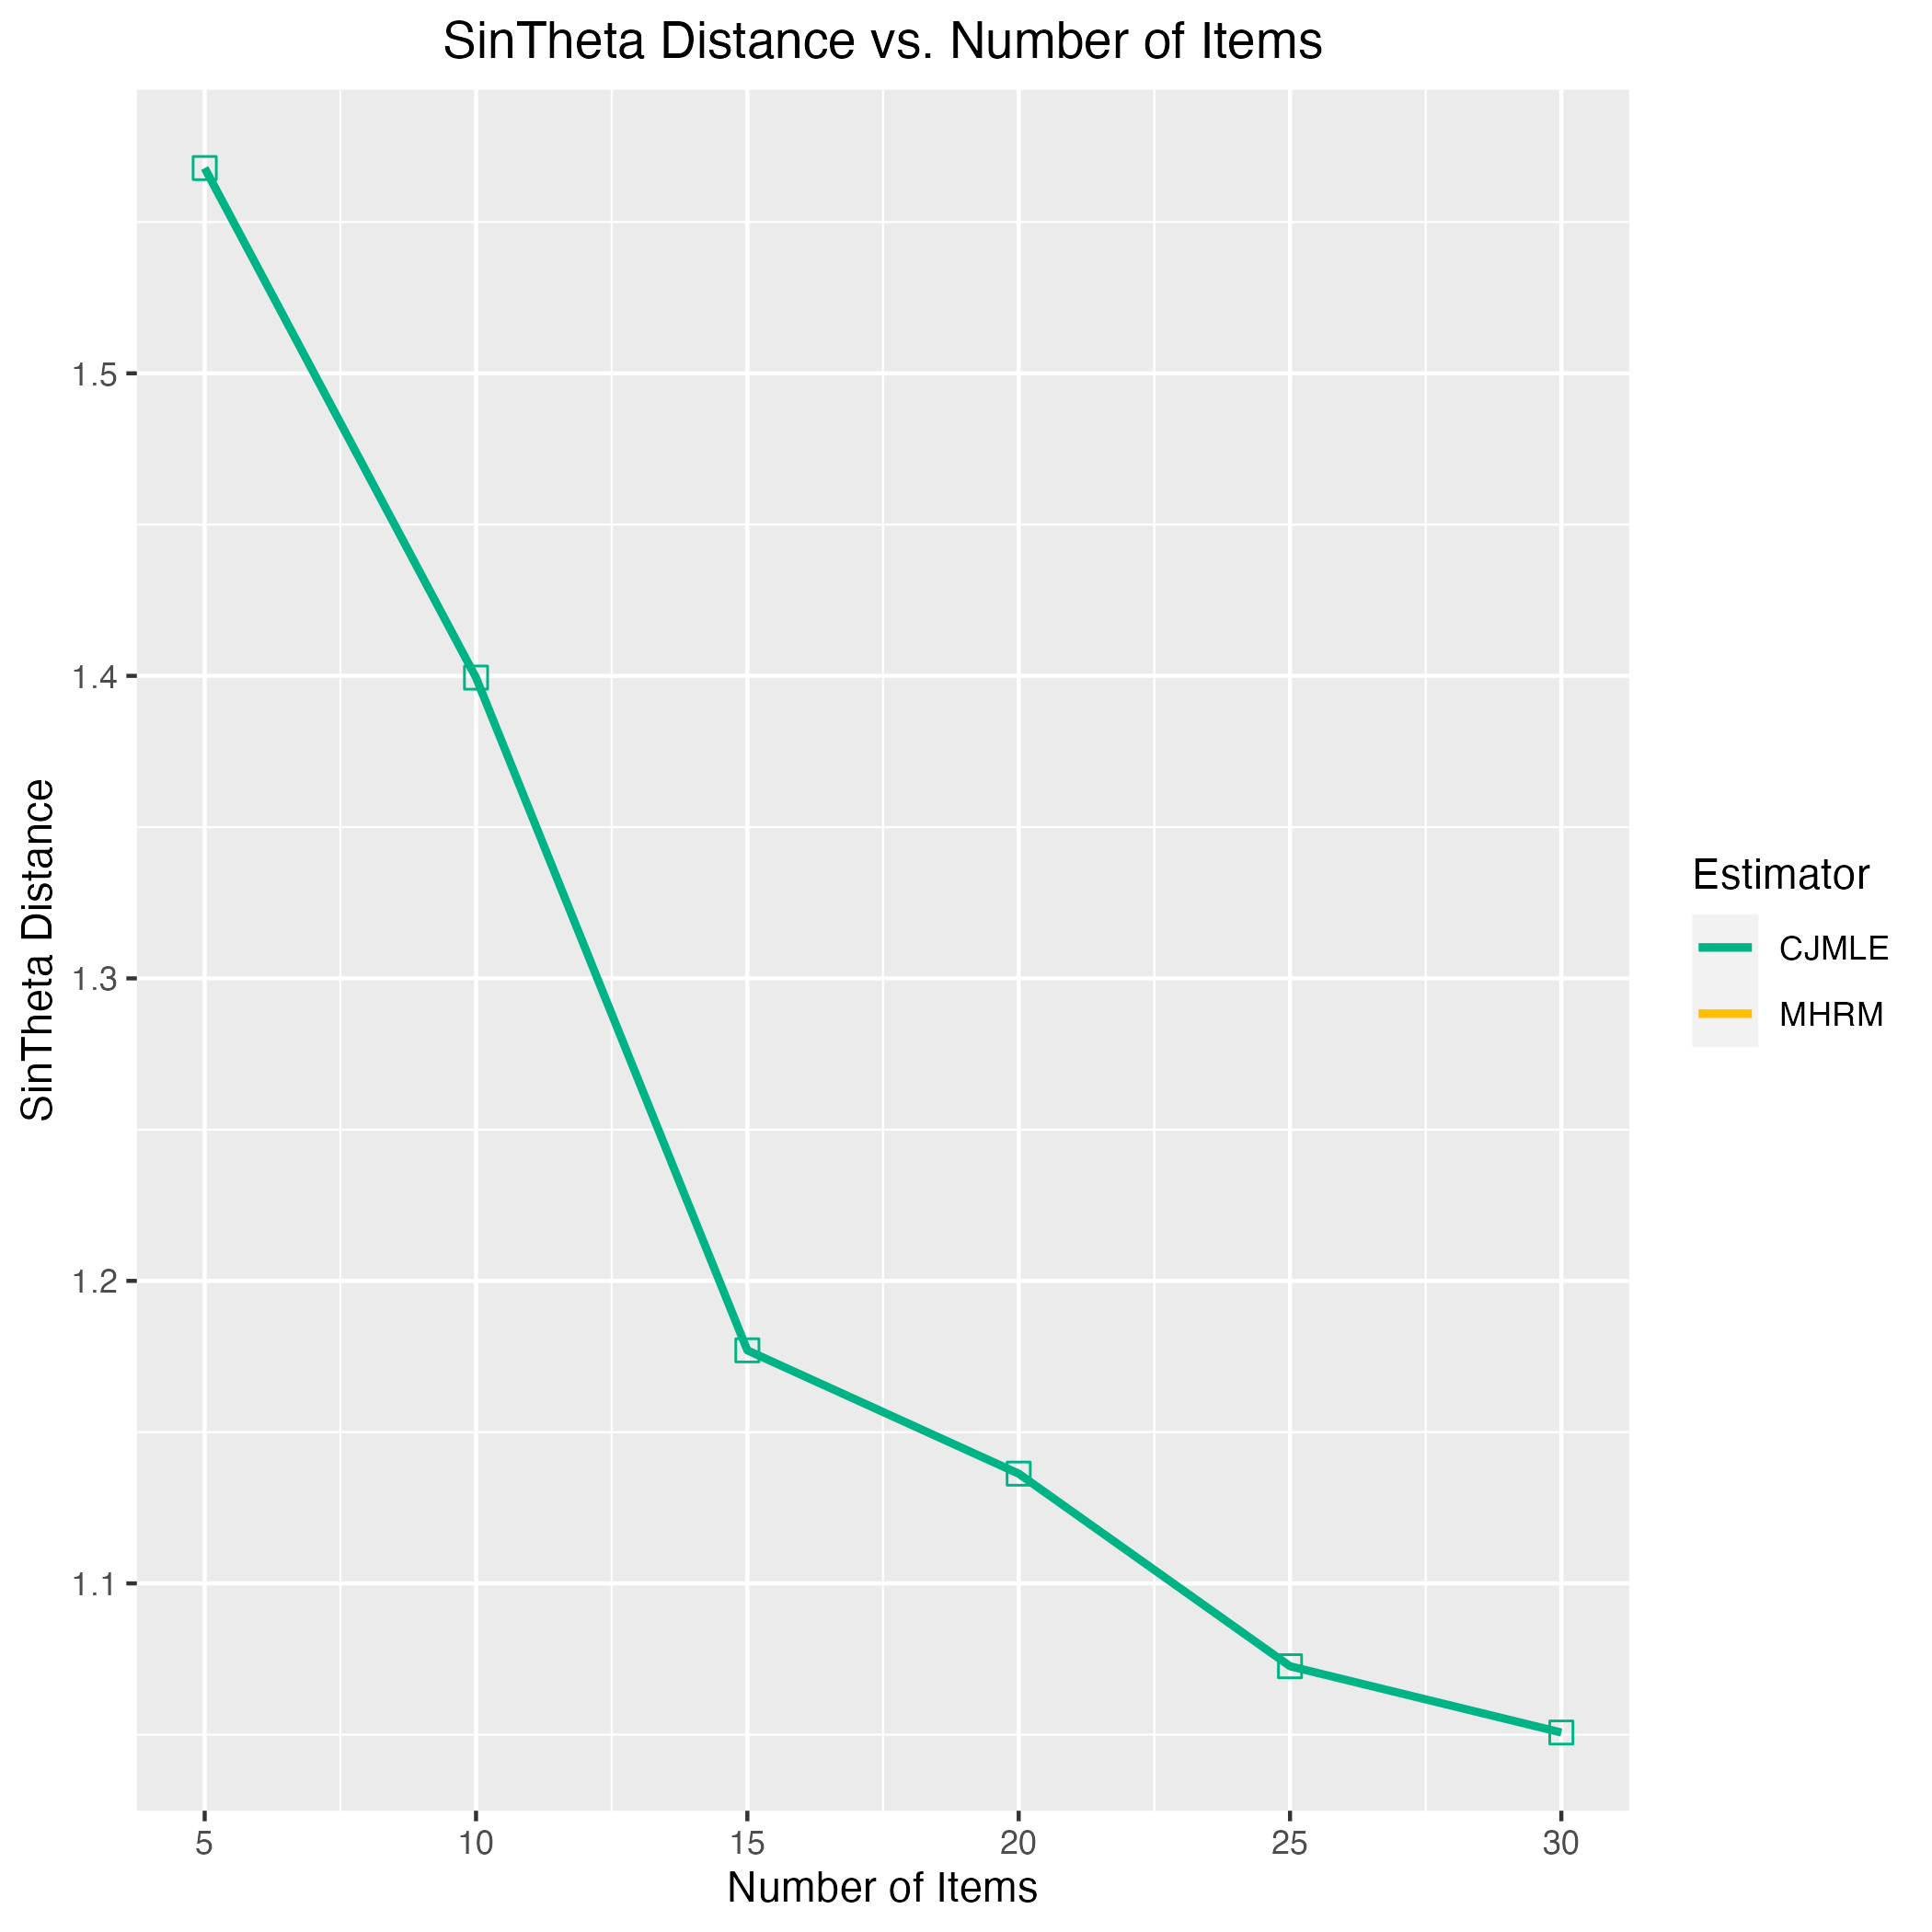 SinTheta Distance vs. Number of Items
SinTheta Distance
1.5
1.4
1.3
1.2
1.1
5 10 15 20 25 30
Number of Items
Estimator
CJMLE
MHRM